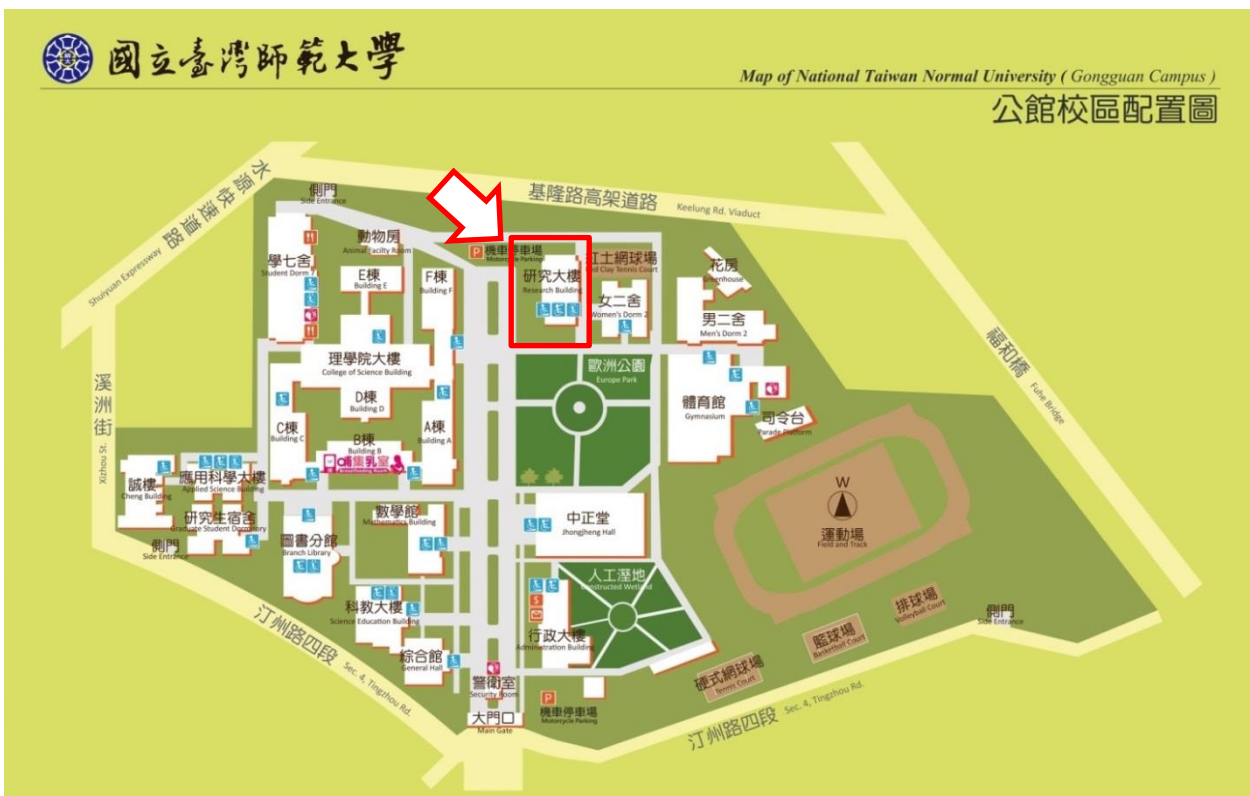 國立臺灣師範大學
Map of National Taiwan Normal University ( Gongguan Campus )
公館校區配置圖
水源快速道路
Shuiyuan Expressway
基隆路高架道路
Keelung Rd. Viaduct
側門
Side Entrance
動物房
Animal Facilty Room
學七舍
Student Dorm 7
E棟
Building E
F棟
Building F
P
機車停車場
Motorcycle Parking
研究大樓
Research Building
紅土網球場
Red Clay Tennis Court
花房
Greenhouse
女二舍
Women's Dorm 2
男二舍
Men's Dorm 2
福和橋
Fuhe Bridge
理學院大樓
College of Science Building
歐洲公園
Europe Park
溪洲街
Xizhou St.
D棟
Building D
體育館
Gymnasium
司令台
Parade Platform
C棟
Building C
B棟
Building B
A棟
Building A
哺集乳室
Breastfeeding Room
誠樓
Cheng Building
應用科學大樓
Applied Science Building
W
運動場
Field and Track
研究生宿舍
Graduate Student Dormitory
數學館
Mathematics Building
中正堂
Jhongjheng Hall
側門
Side Entrance
圖書分館
Branch Library
人工溼地
Constructed Wetland
$
科教大樓
Science Education Building
行政大樓
Administration Building
排球場
Volleyball Court
籃球場
Basketball Court
側門
Side Entrance
汀州路四段
Sec. 4, Tingzhou Rd.
綜合館
General Hall
硬式網球場
Tennis Court
警衛室
Security Room
P
機車停車場
Motorcycle Parking
大門口
Main Gate
汀州路四段
Sec. 4, Tingzhou Rd.